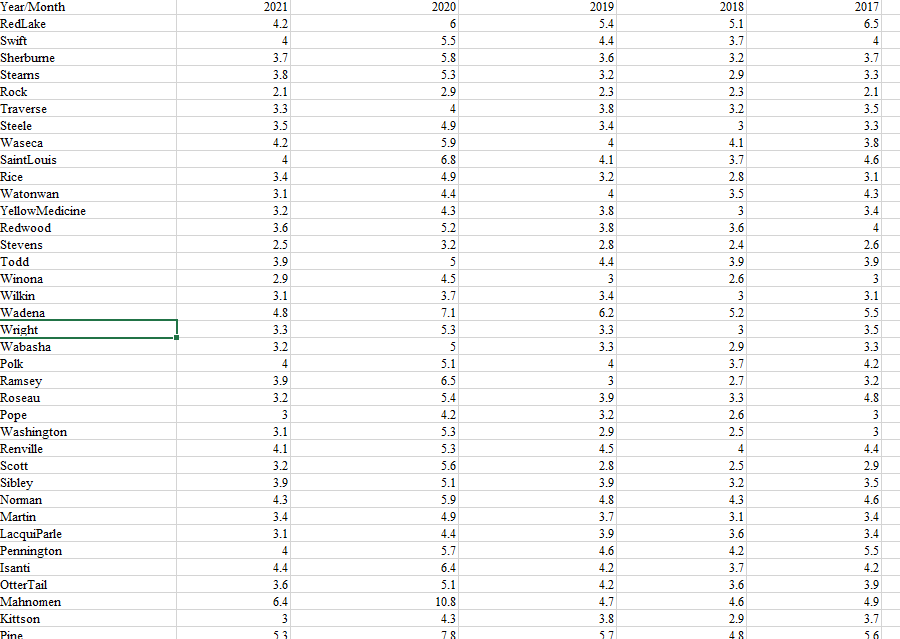 Year/Month 2021 2020 2019 2018 2017
RedLake 4.2 6 5.4 5.1 6.5
Swift 4 5.5 4.4 3.7 4
Sherburne 3.7 5.8 3.6 3.2 3.7
Stearns 3.8 5.3 3.2 2.9 3.3
Rock 2.1 2.9 2.3 2.3 2.1
Traverse 3.3 4 3.8 3.2 3.5
Steele 3.5 4.9 3.4 3 3.3
Waseca 4.2 5.9 4 4.1 3.8
SaintLouis 4 6.8 4.1 3.7 4.6
Rice 3.4 4.9 3.2 2.8 3.1
Watonwan 3.1 4.4 4 3.5 4.3
YellowMedicine 3.2 4.3 3.8 3 3.4
Redwood 3.6 5.2 3.8 3.6 4
Stevens 2.5 3.2 2.8 2.4 2.6
Todd 3.9 5 4.4 3.9 3.9
Winona 2.9 4.5 3 2.6 3
Wilkin 3.1 3.7 3.4 3 3.1
Wadena 4.8 7.1 6.2 5.2 5.5
Wright 3.3 5.3 3.3 3 3.5
Wabasha 3.2 5 3.3 2.9 3.3
Polk 4 5.1 4 3.7 4.2
Ramsey 3.9 6.5 3 2.7 3.2
Roseau 3.2 5.4 3.9 3.3 4.8
Pope 3 4.2 3.2 2.6 3
Washington 3.1 5.3 2.9 2.5 3
Renville 4.1 5.3 4.5 4 4.4
Scott 3.2 5.6 2.8 2.5 2.9
Sibley 3.9 5.1 3.9 3.2 3.5
Norman 4.3 5.9 4.8 4.3 4.6
Martin 3.4 4.9 3.7 3.1 3.4
LacquiParle 3.1 4.4 3.9 3.6 3.4
Pennington 4 5.7 4.6 4.2 5.5
Isanti 4.4 6.4 4.2 3.7 4.2
OtterTail 3.6 5.1 4.2 3.6 3.9
Mahnomen 6.4 10.8 4.7 4.6 4.9
Kittson 3 4.3 3.8 2.9 3.7
Pine 5.3 7.8 5.7 4.8 5.6